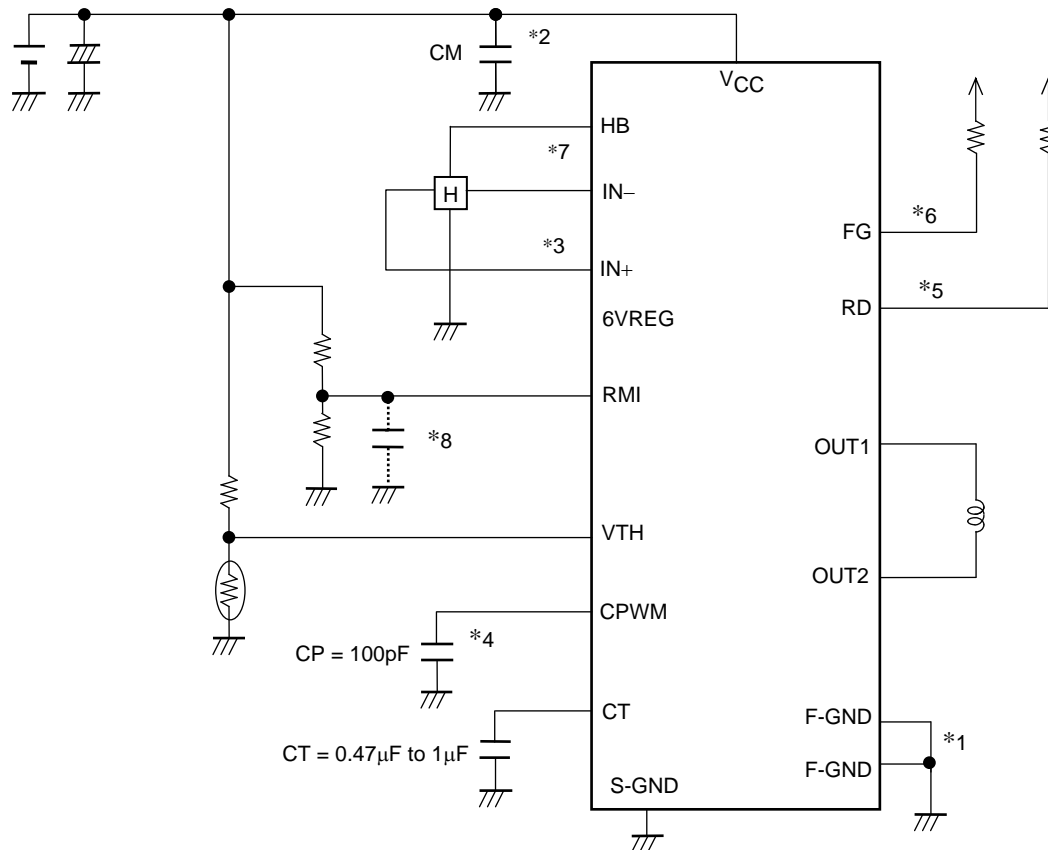 CM
*2
VCC
HB
*7
H
IN−
*3
IN+
6VREG
RMI
*8
VTH
CPWM
CP = 100pF
*4
CT
CT = 0.47μF to 1μF
S-GND
FG
*6
RD
*5
OUT1
OUT2
F-GND
*1
F-GND